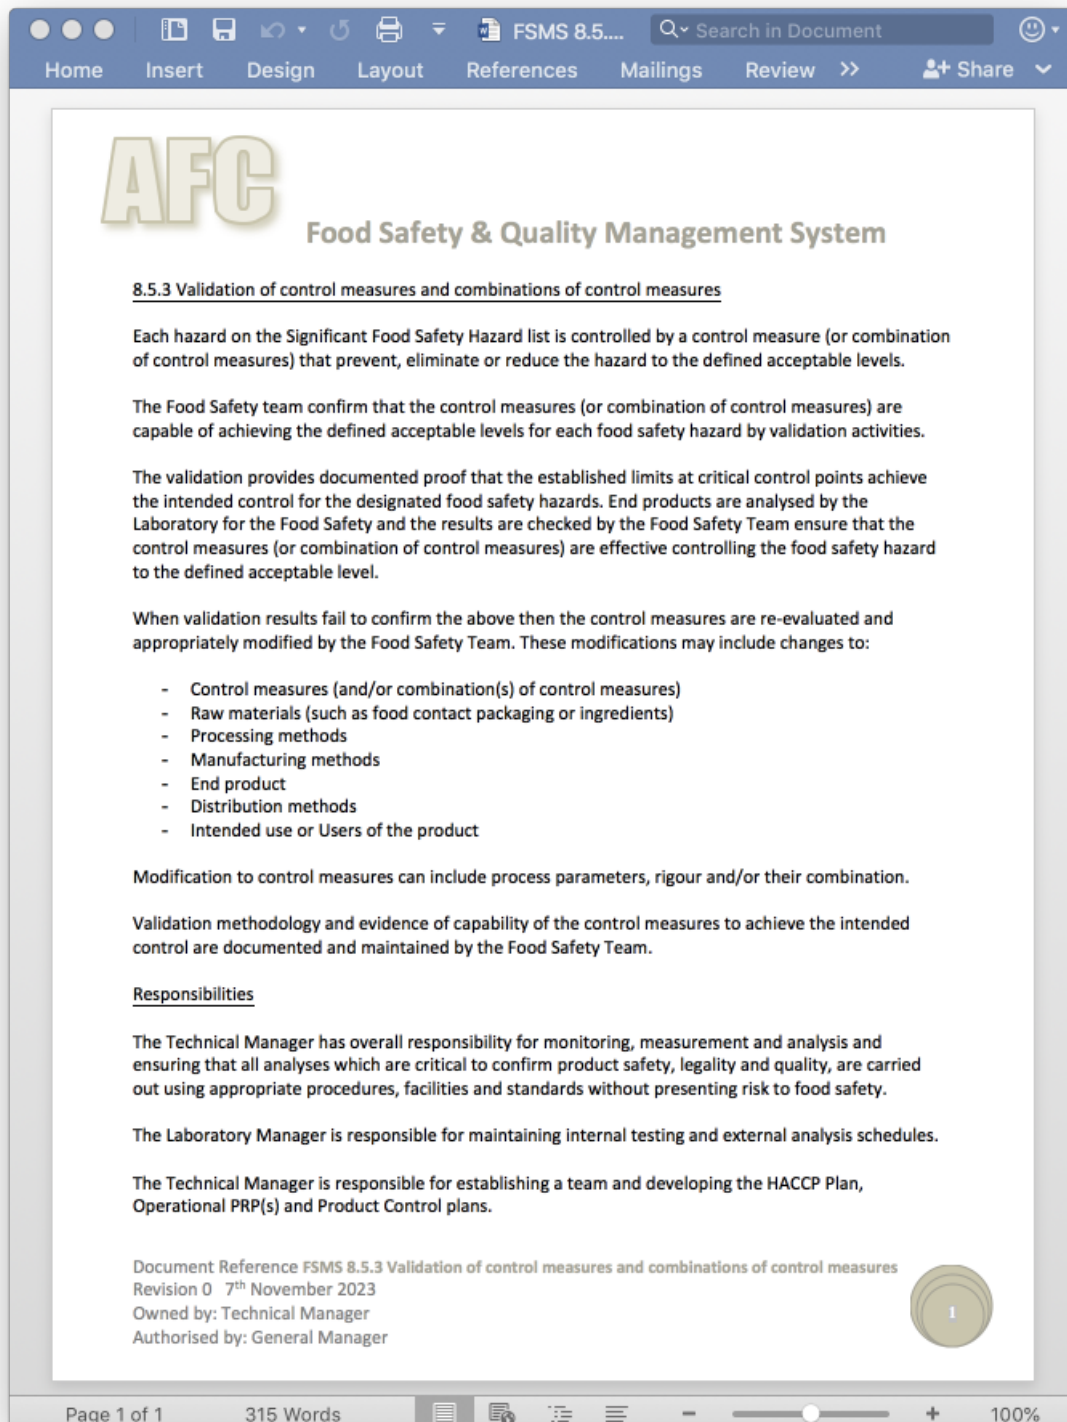 FSMS 8.5....
Search in Document
Home Insert Design Layout References Mailings Review >> Share
AFC
Food Safety & Quality Management System
8.5.3 Validation of control measures and combinations of control measures
Each hazard on the Significant Food Safety Hazard list is controlled by a control measure (or combination
of control measures) that prevent, eliminate or reduce the hazard to the defined acceptable levels.
The Food Safety team confirm that the control measures (or combination of control measures) are
capable of achieving the defined acceptable levels for each food safety hazard by validation activities.
The validation provides documented proof that the established limits at critical control points achieve
the intended control for the designated food safety hazards. End products are analysed by the
Laboratory for the Food Safety and the results are checked by the Food Safety Team ensure that the
control measures (or combination of control measures) are effective controlling the food safety hazard
to the defined acceptable level.
When validation results fail to confirm the above then the control measures are re-evaluated and
appropriately modified by the Food Safety Team. These modifications may include changes to:
- Control measures (and/or combination(s) of control measures)
- Raw materials (such as food contact packaging or ingredients)
- Processing methods
- Manufacturing methods
- End product
- Distribution methods
- Intended use or Users of the product
Modification to control measures can include process parameters, rigour and/or their combination.
Validation methodology and evidence of capability of the control measures to achieve the intended
control are documented and maintained by the Food Safety Team.
Responsibilities
The Technical Manager has overall responsibility for monitoring, measurement and analysis and
ensuring that all analyses which are critical to confirm product safety, legality and quality, are carried
out using appropriate procedures, facilities and standards without presenting risk to food safety.
The Laboratory Manager is responsible for maintaining internal testing and external analysis schedules.
The Technical Manager is responsible for establishing a team and developing the HACCP Plan,
Operational PRP(s) and Product Control plans.
Document Reference FSMS 8.5.3 Validation of control measures and combinations of control measures
Revision 0 7th November 2023
Owned by: Technical Manager
Authorised by: General Manager
1
Page 1 of 1 315 Words 100%